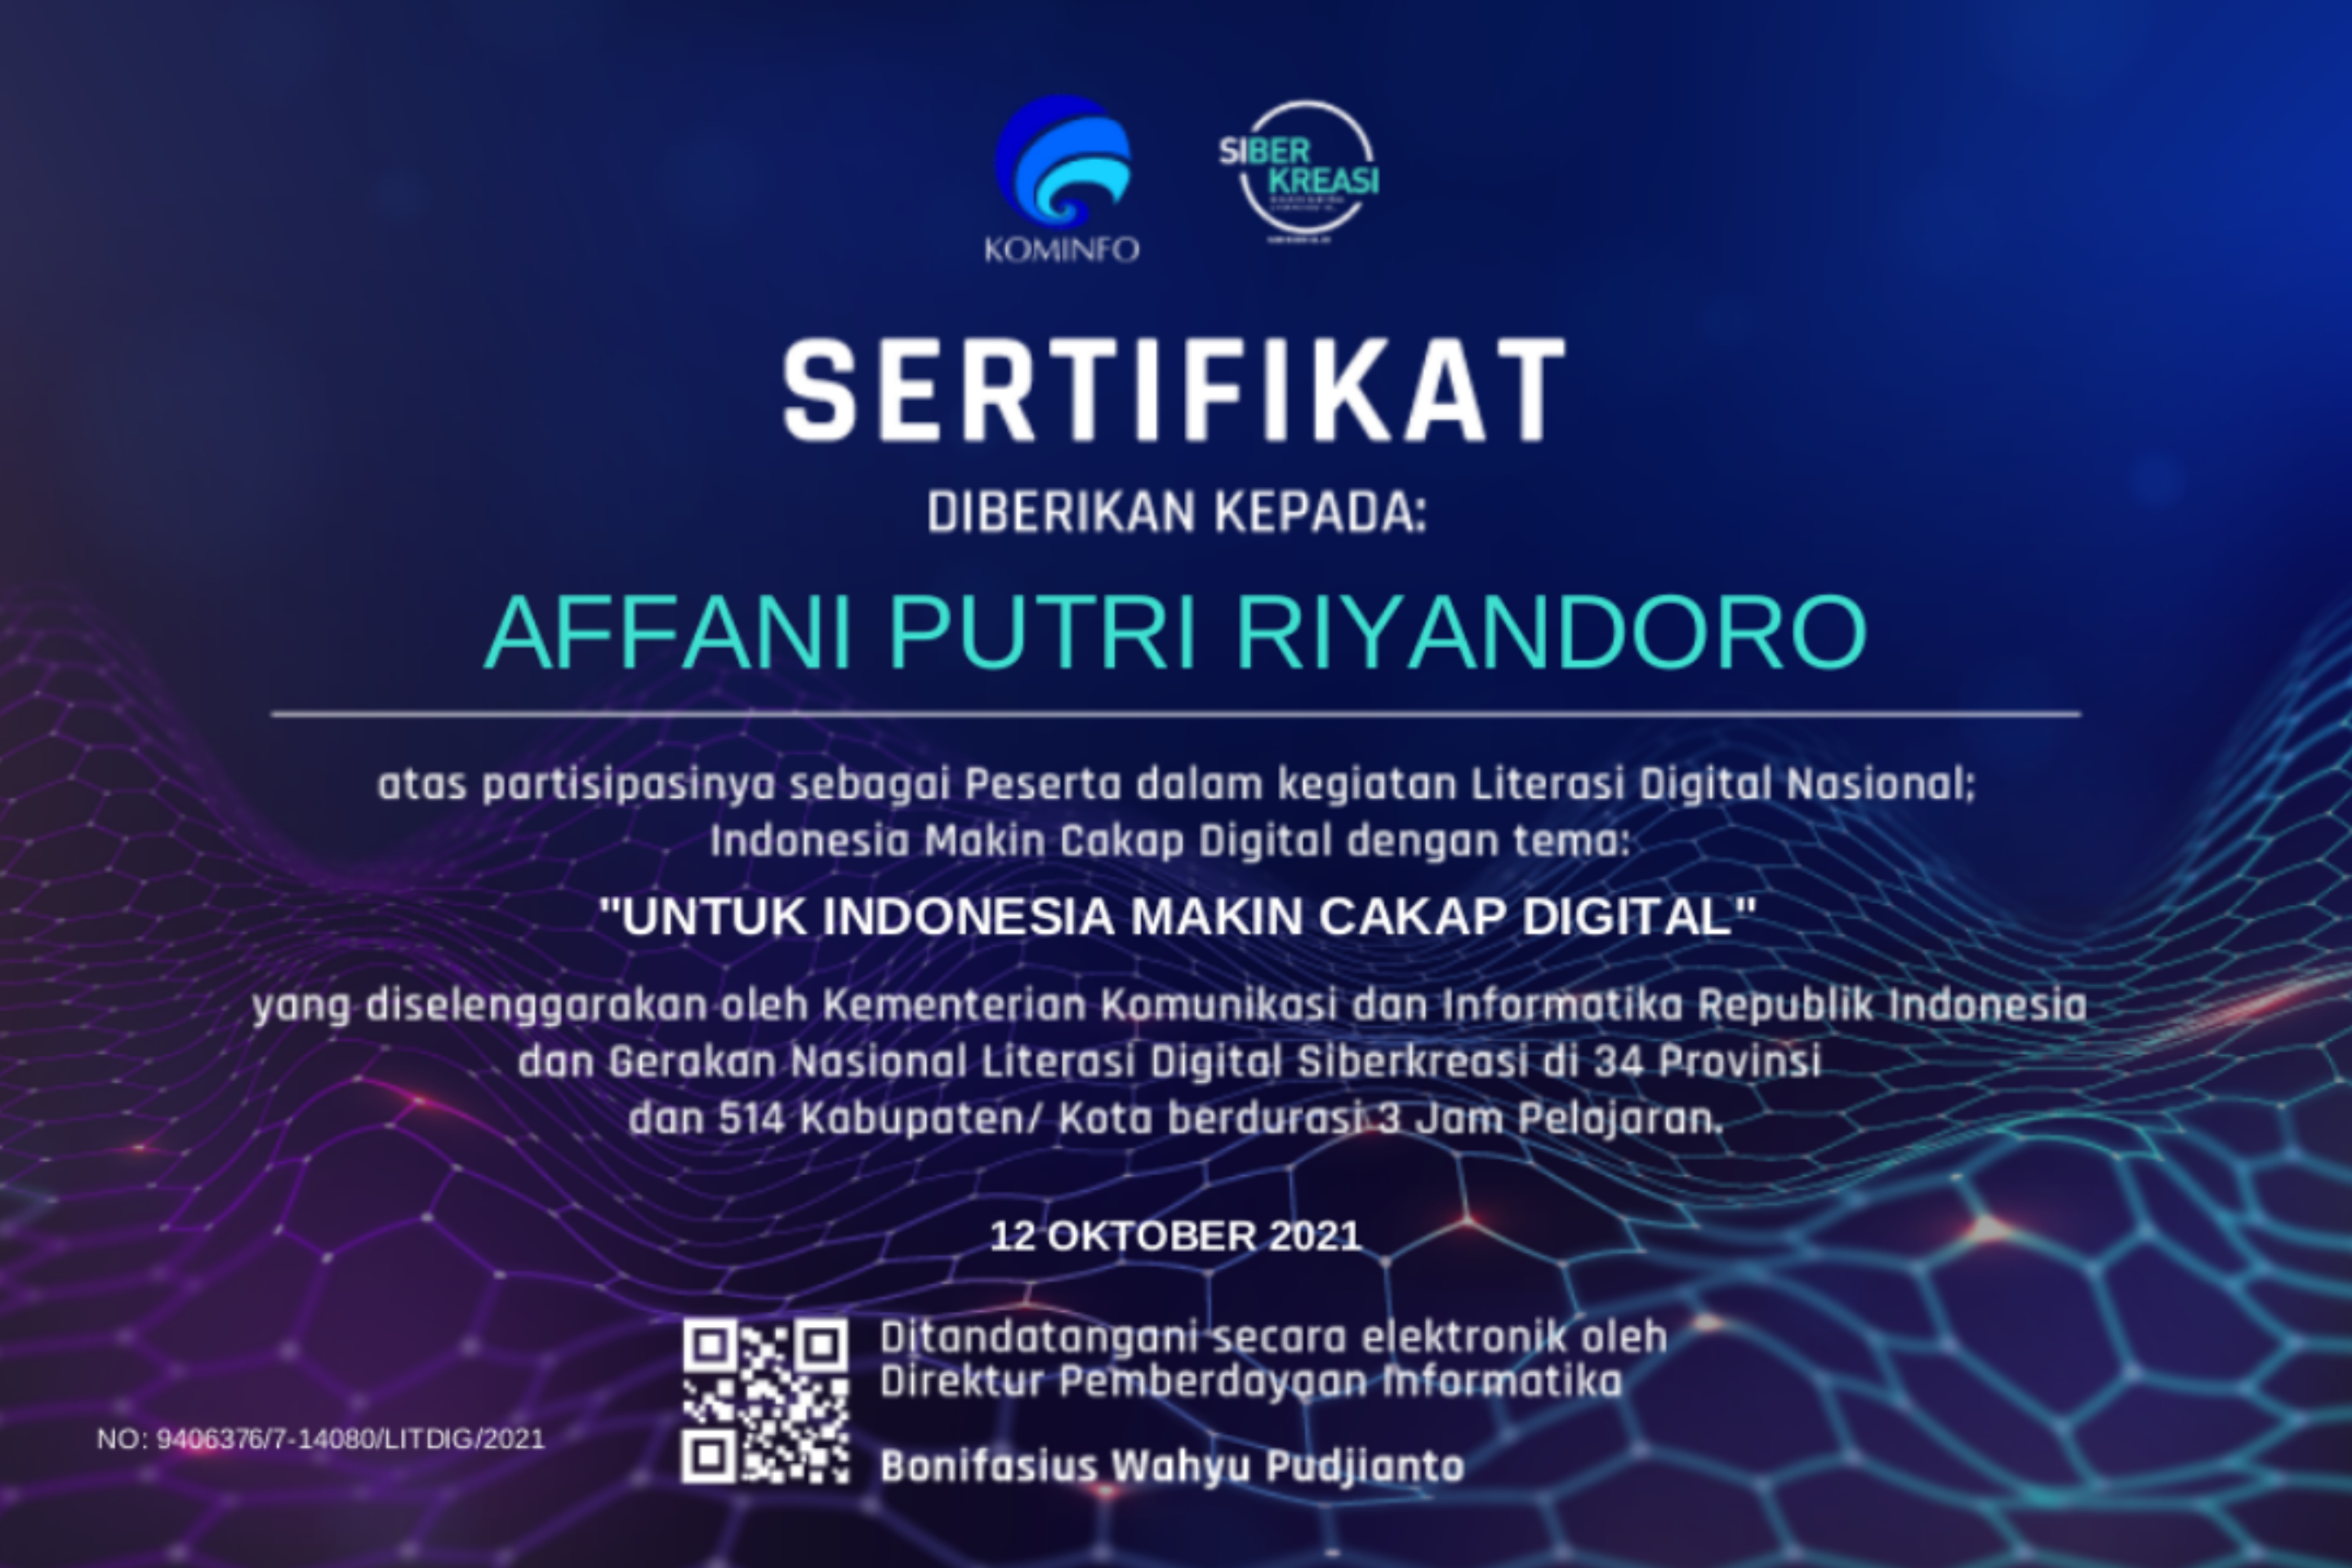 KOMINFO
SIBER
KREASI
SERTIFIKAT
DIBERIKAN KEPADA:
AFFANI PUTRI RIYANDORO
atas partisipasinya sebagai Peserta dalam kegiatan Literasi Digital Nasional;
Indonesia Makin Cakap Digital dengan tema:
"UNTUK INDONESIA MAKIN CAKAP DIGITAL"
yang diselenggarakan oleh Kementerian Komunikasi dan Informatika Republik Indonesia
dan Gerakan Nasional Literasi Digital Siberkreasi di 34 Provinsi
dan 514 Kabupaten/ Kota berdurasi 3 Jam Pelajaran.
12 OKTOBER 2021
Ditandatangani secara elektronik oleh
Direktur Pemberdayaan Informatika
NO: 9406376/7-14080/LITDIG/2021
Bonifasius Wahyu Pudjianto